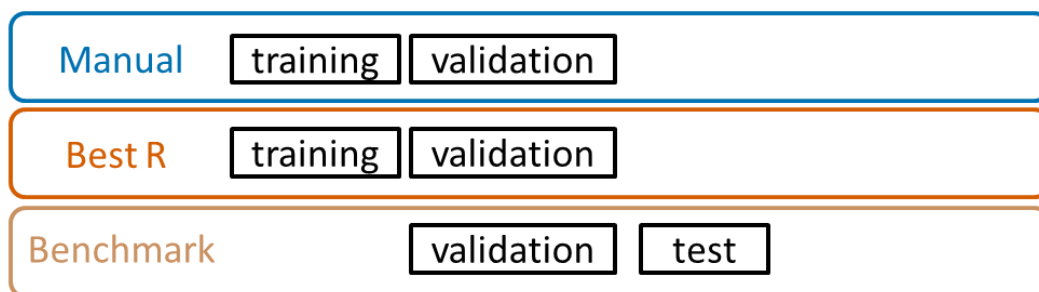 Manual training validation
Best R training validation
Benchmark validation test